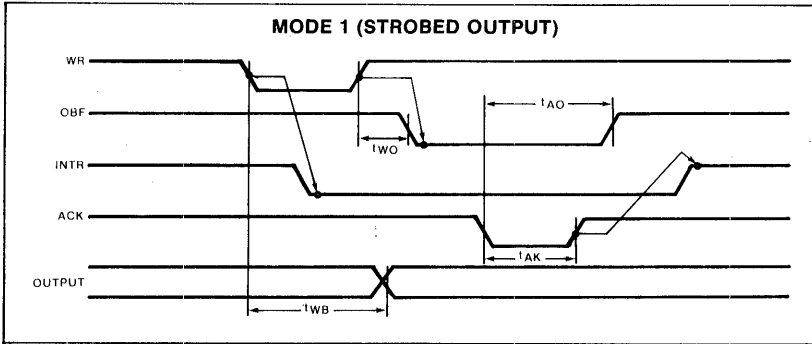 MODE 1 (STROBED OUTPUT)
WR
tAO
OBF
tWO
INTR
ACK
tAK
OUTPUT
tWB